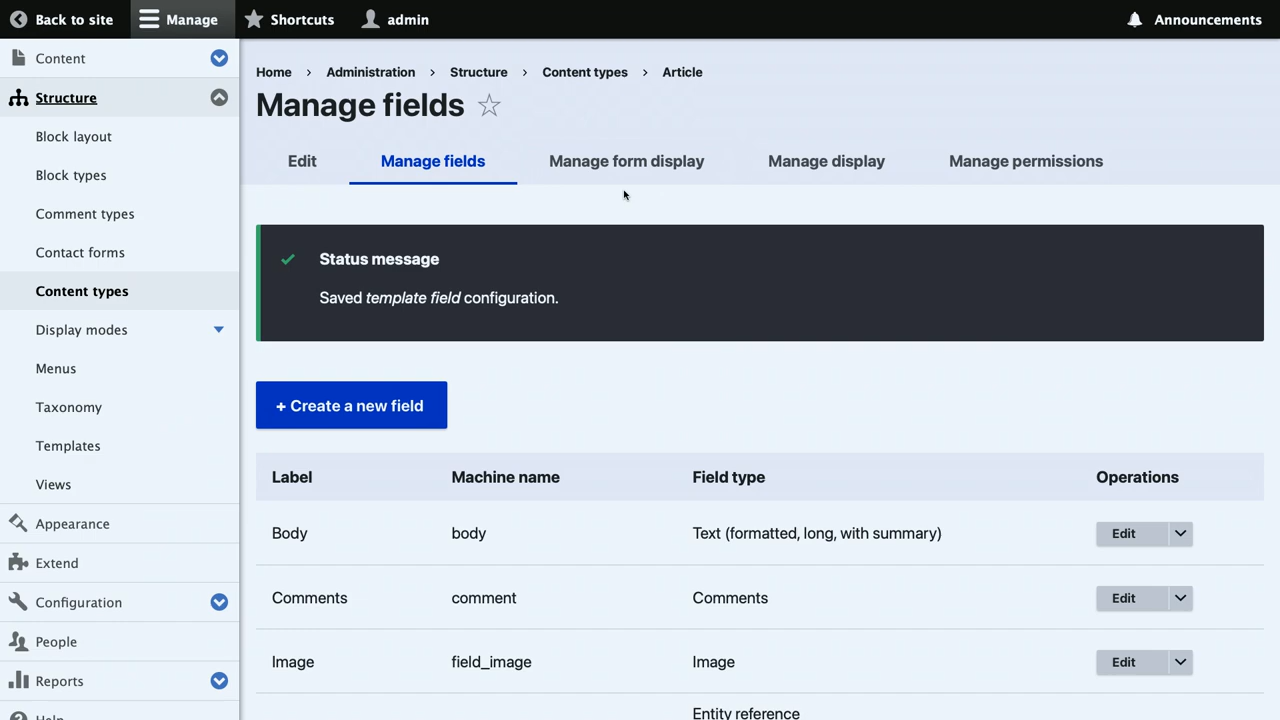 Back to site
Manage
Shortcuts
admin
Announcements
Content
Structure
Block layout
Block types
Comment types
Contact forms
Content types
Display modes
Menus
Taxonomy
Templates
Views
Appearance
Extend
Configuration
People
Reports
Help
Home › Administration › Structure › Content types › Article
Manage fields
Edit
Manage fields
Manage form display
Manage display
Manage permissions
Status message
Saved template field configuration.
+ Create a new field
Label Machine name Field type Operations
Body body Text (formatted, long, with summary) Edit
Comments comment Comments Edit
Image field_image Image Edit
Entity reference